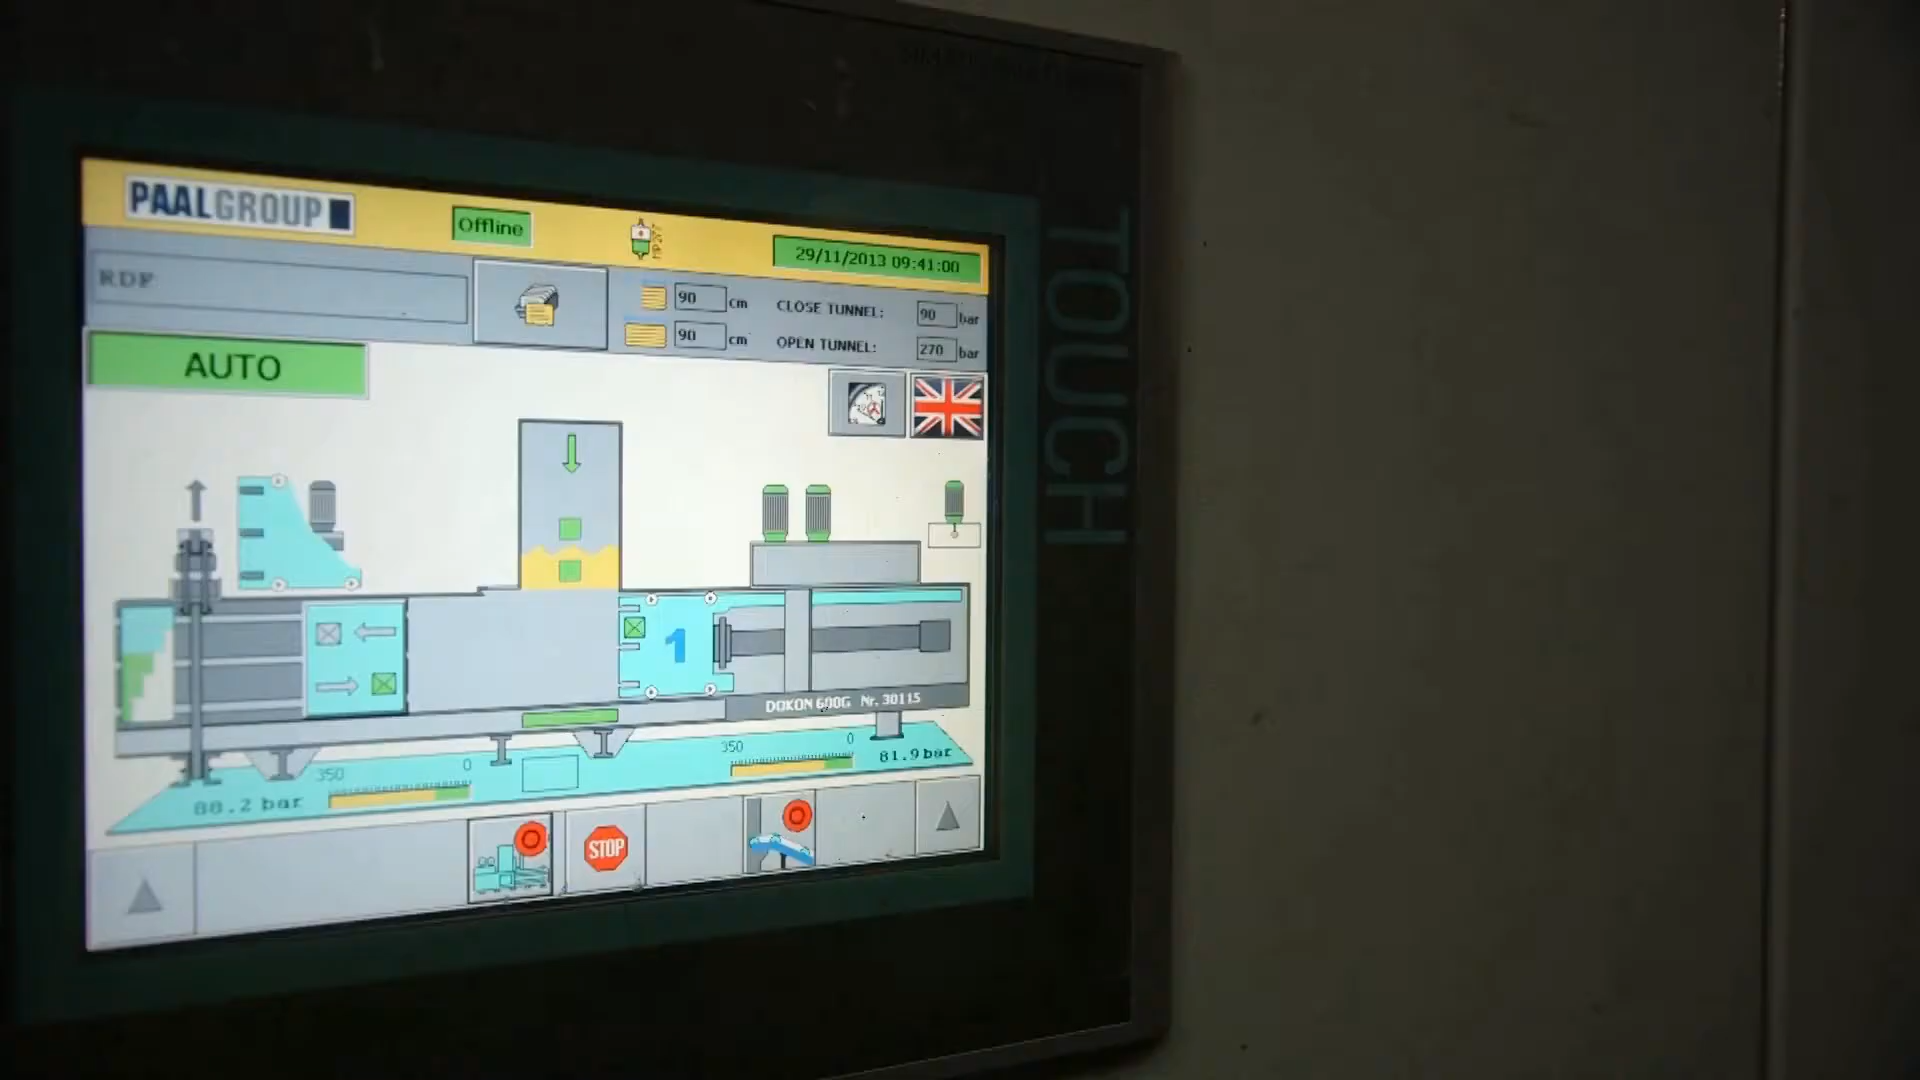 PAALGROUP
Offline
29/11/2013 09:41:00
RDF
90 cm
CLOSE TUNNEL: 90 bar
90 cm
OPEN TUNNEL: 270 bar
AUTO
TOUCH
1
DOKON 600G Nr. 30115
350 0
81.9 bar
350 0
88.2 bar
STOP